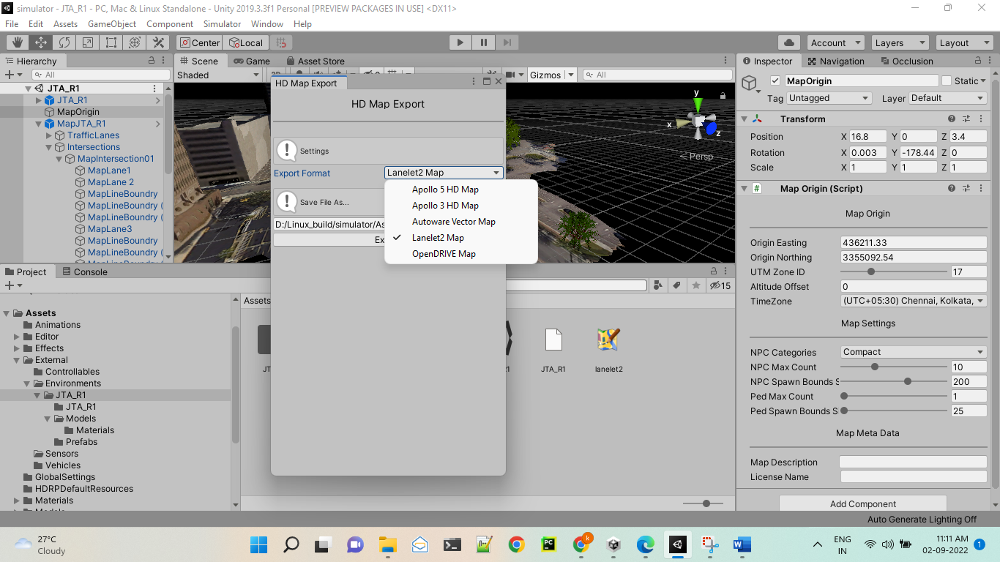 simulator - JTA_R1 - PC, Mac & Linux Standalone - Unity 2019.3.3f1 Personal [PREVIEW PACKAGES IN USE] <DX11>
File Edit Assets GameObject Component Simulator Window Help
Center Local Account Layers Layout
Hierarchy
All
JTA_R1
JTA_R1
MapOrigin
MapJTA_R1
TrafficLanes
Intersections
MapIntersection01
MapLane1
MapLane 2
MapLineBoundry
MapLineBoundry (
MapLineBoundry (
MapLane3
MapLineBoundry
MapLineBoundry (
Scene Game Asset Store
Shaded
Gizmos All
y
x
z
Persp
HD Map Export
HD Map Export
Settings
Export Format Lanelet2 Map
Apollo 5 HD Map
Apollo 3 HD Map
Autoware Vector Map
Lanelet2 Map
OpenDRIVE Map
Save File As...
D:/Linux_build/simulator/As
Ex
Inspector Navigation Occlusion
MapOrigin Static
Tag Untagged Layer Default
Transform
Position X 16.8 Y 0 Z 3.4
Rotation X 0.003 Y -178.44 Z 0
Scale X 1 Y 1 Z 1
# Map Origin (Script)
Map Origin
Origin Easting 436211.33
Origin Northing 3355092.54
UTM Zone ID 17
Altitude Offset 0
TimeZone (UTC+05:30) Chennai, Kolkata,
Map Settings
NPC Categories Compact
NPC Max Count 10
NPC Spawn Bounds S 200
Ped Max Count 1
Ped Spawn Bounds S 25
Map Meta Data
Map Description
License Name
Add Component
Project Console
15
Assets
Animations
Editor
Effects
External
Controllables
Environments
JTA_R1
JTA_R1
Models
Materials
Prefabs
Sensors
Vehicles
GlobalSettings
HDRPDefaultResources
Materials
Assets
JT
R1
JTA_R1
lanelet2
Auto Generate Lighting Off
27°C
Cloudy
ENG
IN
11:11 AM
02-09-2022
1